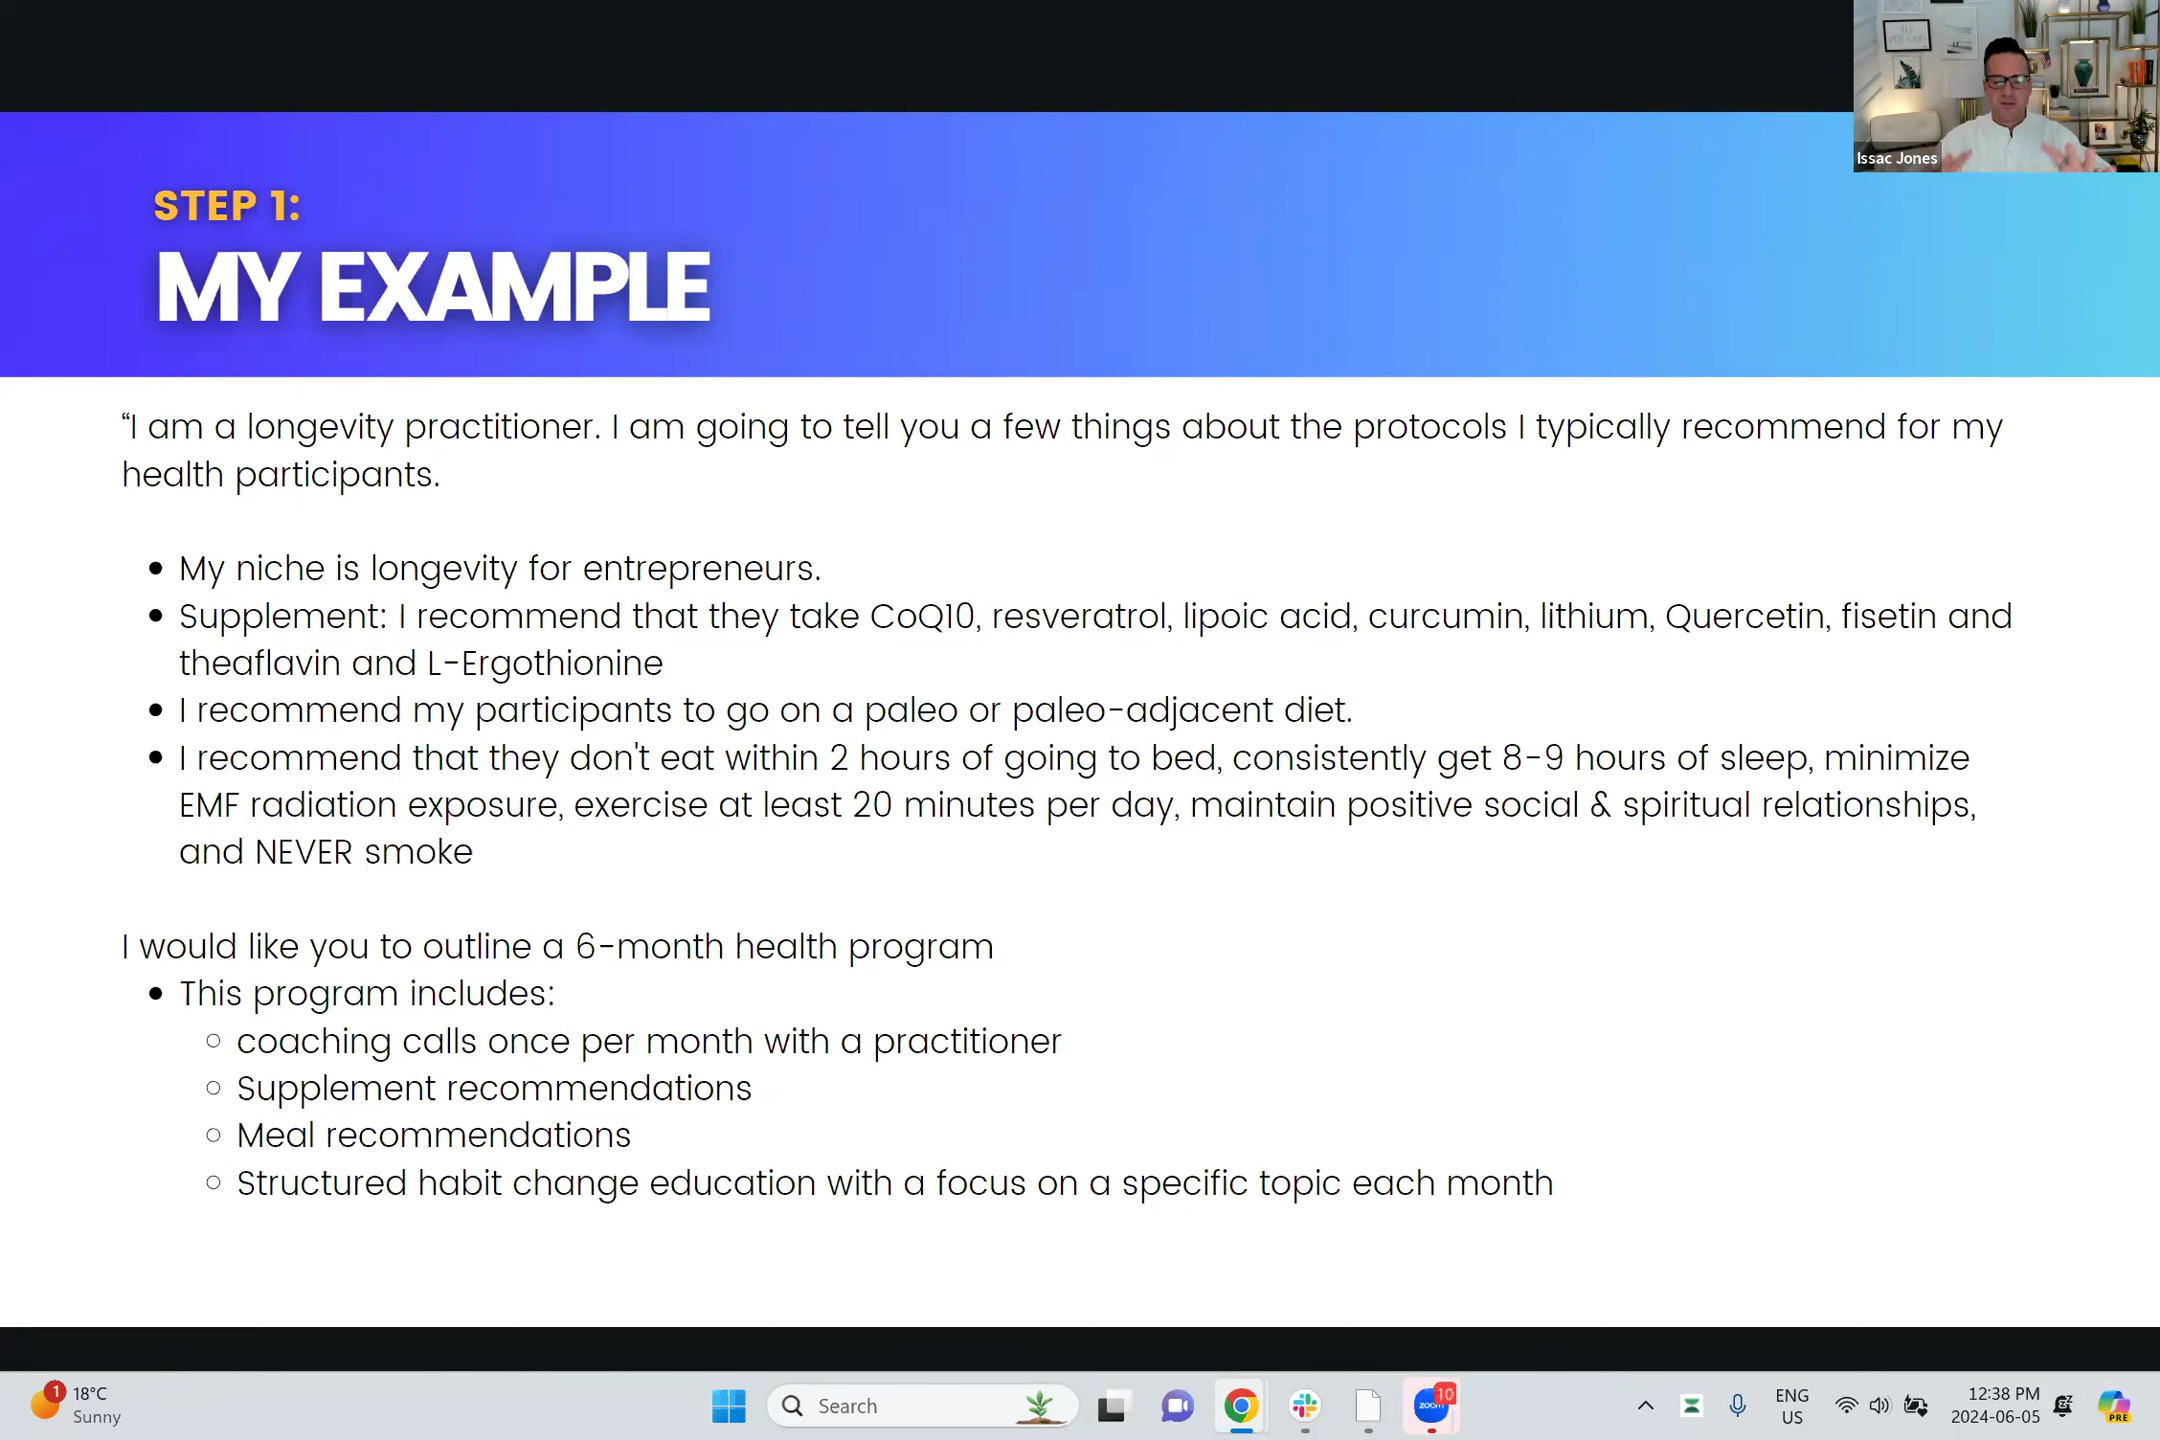 Issac Jones
STEP 1:
MY EXAMPLE
“I am a longevity practitioner. I am going to tell you a few things about the protocols I typically recommend for my
health participants.
• My niche is longevity for entrepreneurs.
• Supplement: I recommend that they take CoQ10, resveratrol, lipoic acid, curcumin, lithium, Quercetin, fisetin and
theaflavin and L-Ergothionine
• I recommend my participants to go on a paleo or paleo-adjacent diet.
• I recommend that they don't eat within 2 hours of going to bed, consistently get 8-9 hours of sleep, minimize
EMF radiation exposure, exercise at least 20 minutes per day, maintain positive social & spiritual relationships,
and NEVER smoke
I would like you to outline a 6-month health program
• This program includes:
○ coaching calls once per month with a practitioner
○ Supplement recommendations
○ Meal recommendations
○ Structured habit change education with a focus on a specific topic each month
1
18°C
Sunny
Search
zoom
10
ENG
US
12:38 PM
2024-06-05
PRE